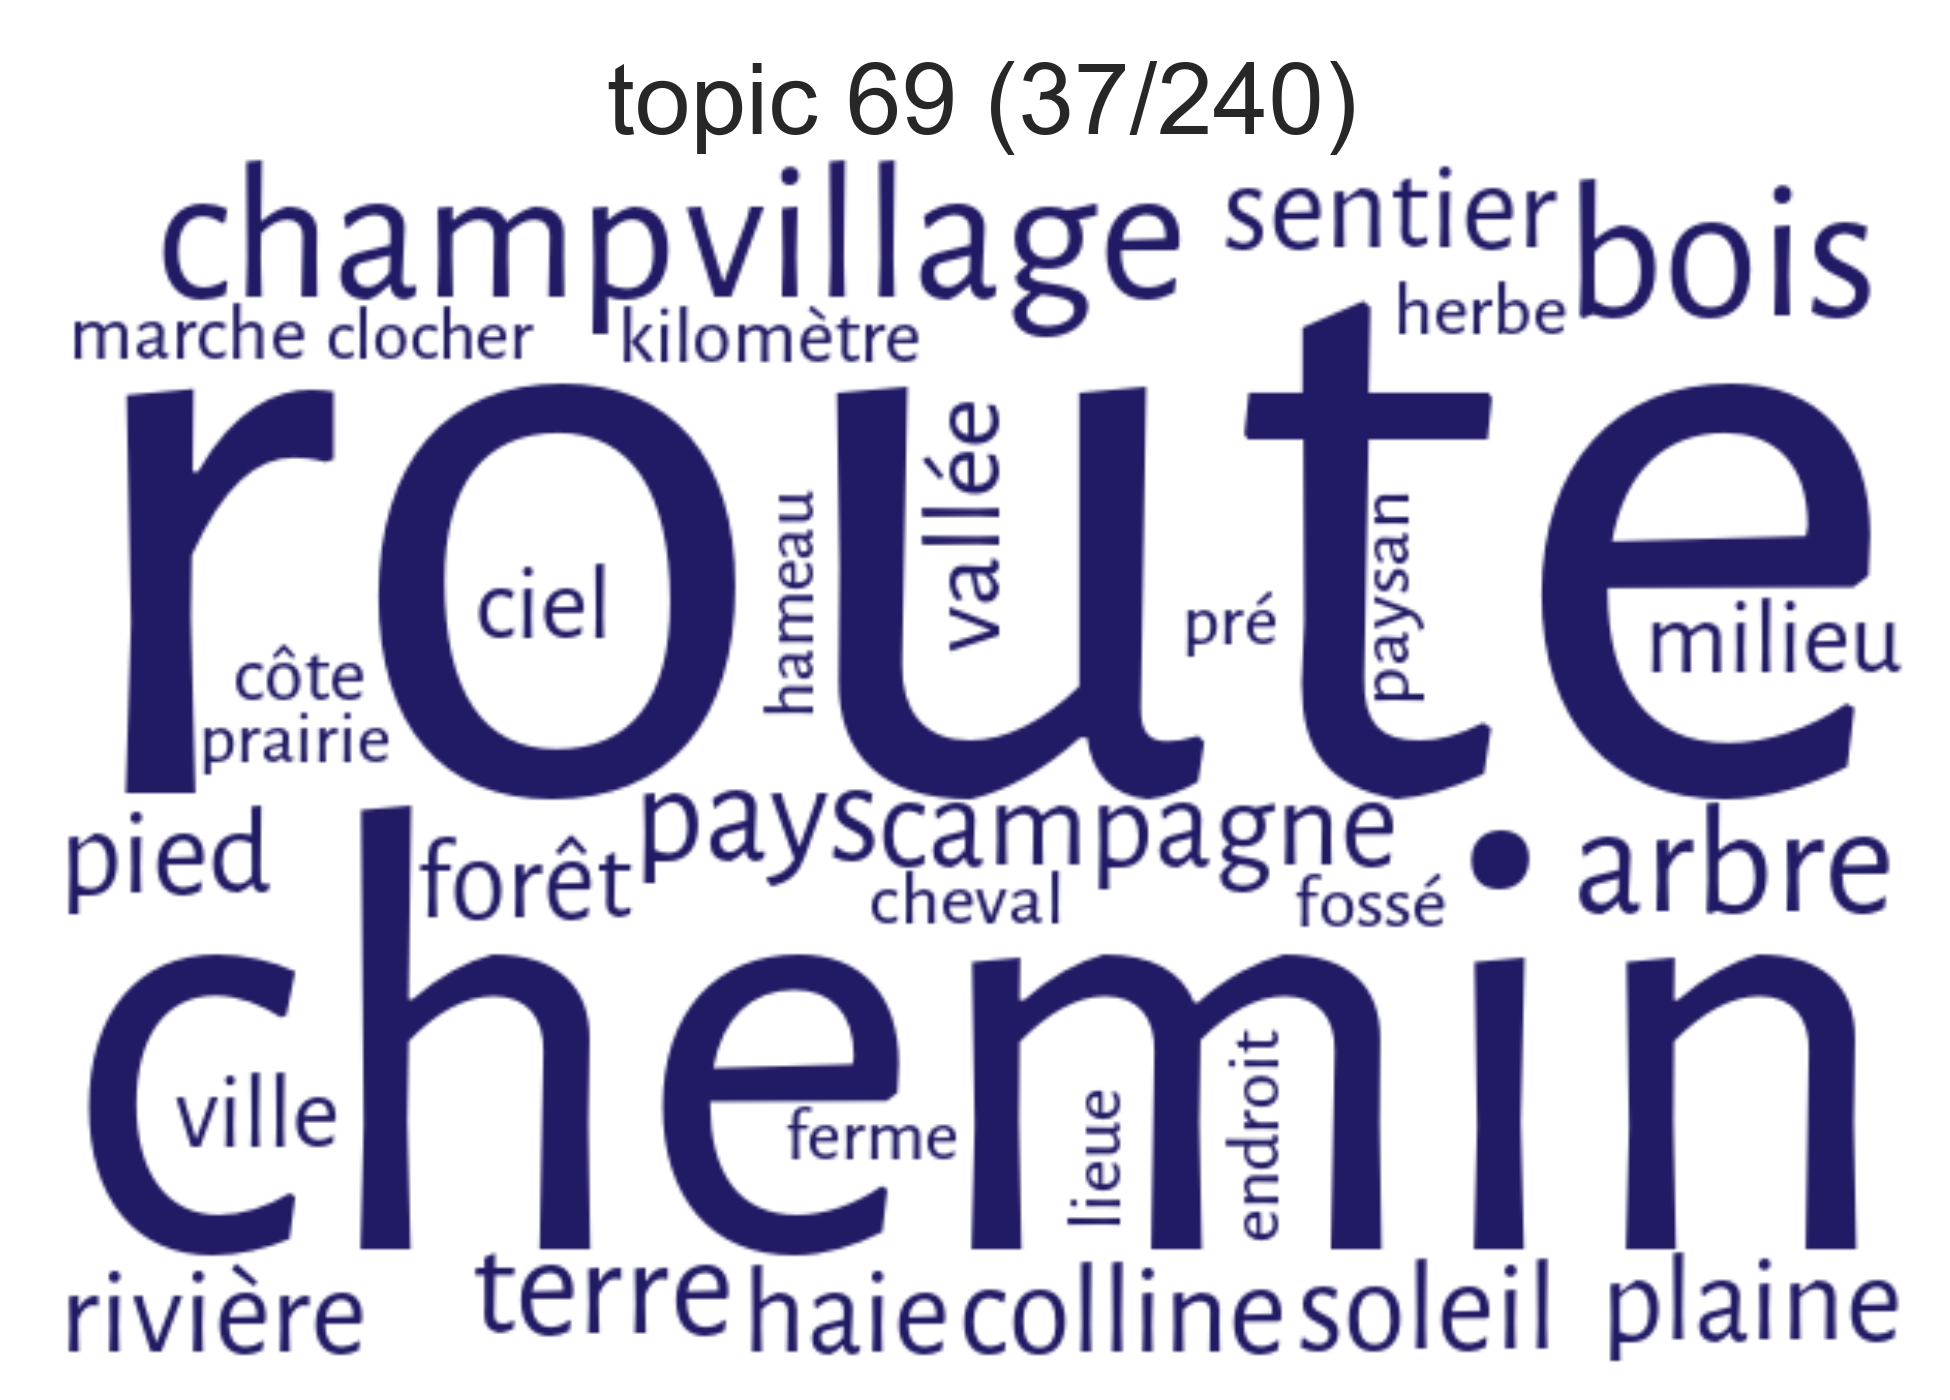 topic 69 (37/240)
champ village sentier bois
marche clocher kilomètre herbe
route
vallée
hameau
paysan
ciel
pré
milieu
côte
prairie
pied forêt pays campagne arbre
cheval fossé
chemin
ville
ferme
lieue
endroit
rivière terre haie colline soleil plaine